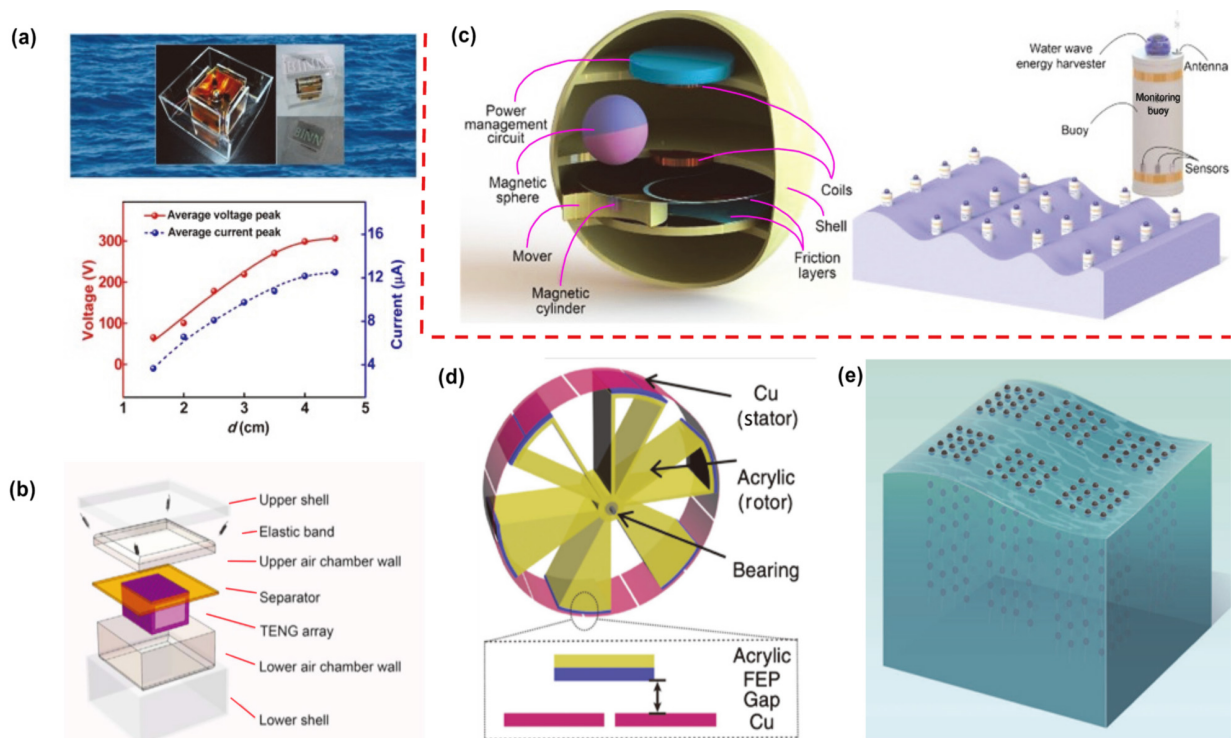 (a)
BINN
BINN
Average voltage peak
Average current peak
Voltage (V)
300
200
100
0
16
12
8
4
Current (μA)
1
2
3
4
5
d (cm)
(b)
Upper shell
Elastic band
Upper air chamber wall
Separator
TENG array
Lower air chamber wall
Lower shell
(c)
Power
management
circuit
Magnetic
sphere
Mover
Magnetic
cylinder
Coils
Shell
Friction
layers
Water wave
energy harvester
Antenna
Monitoring
buoy
Buoy
Sensors
(d)
Cu
(stator)
Acrylic
(rotor)
Bearing
Acrylic
FEP
Gap
Cu
(e)